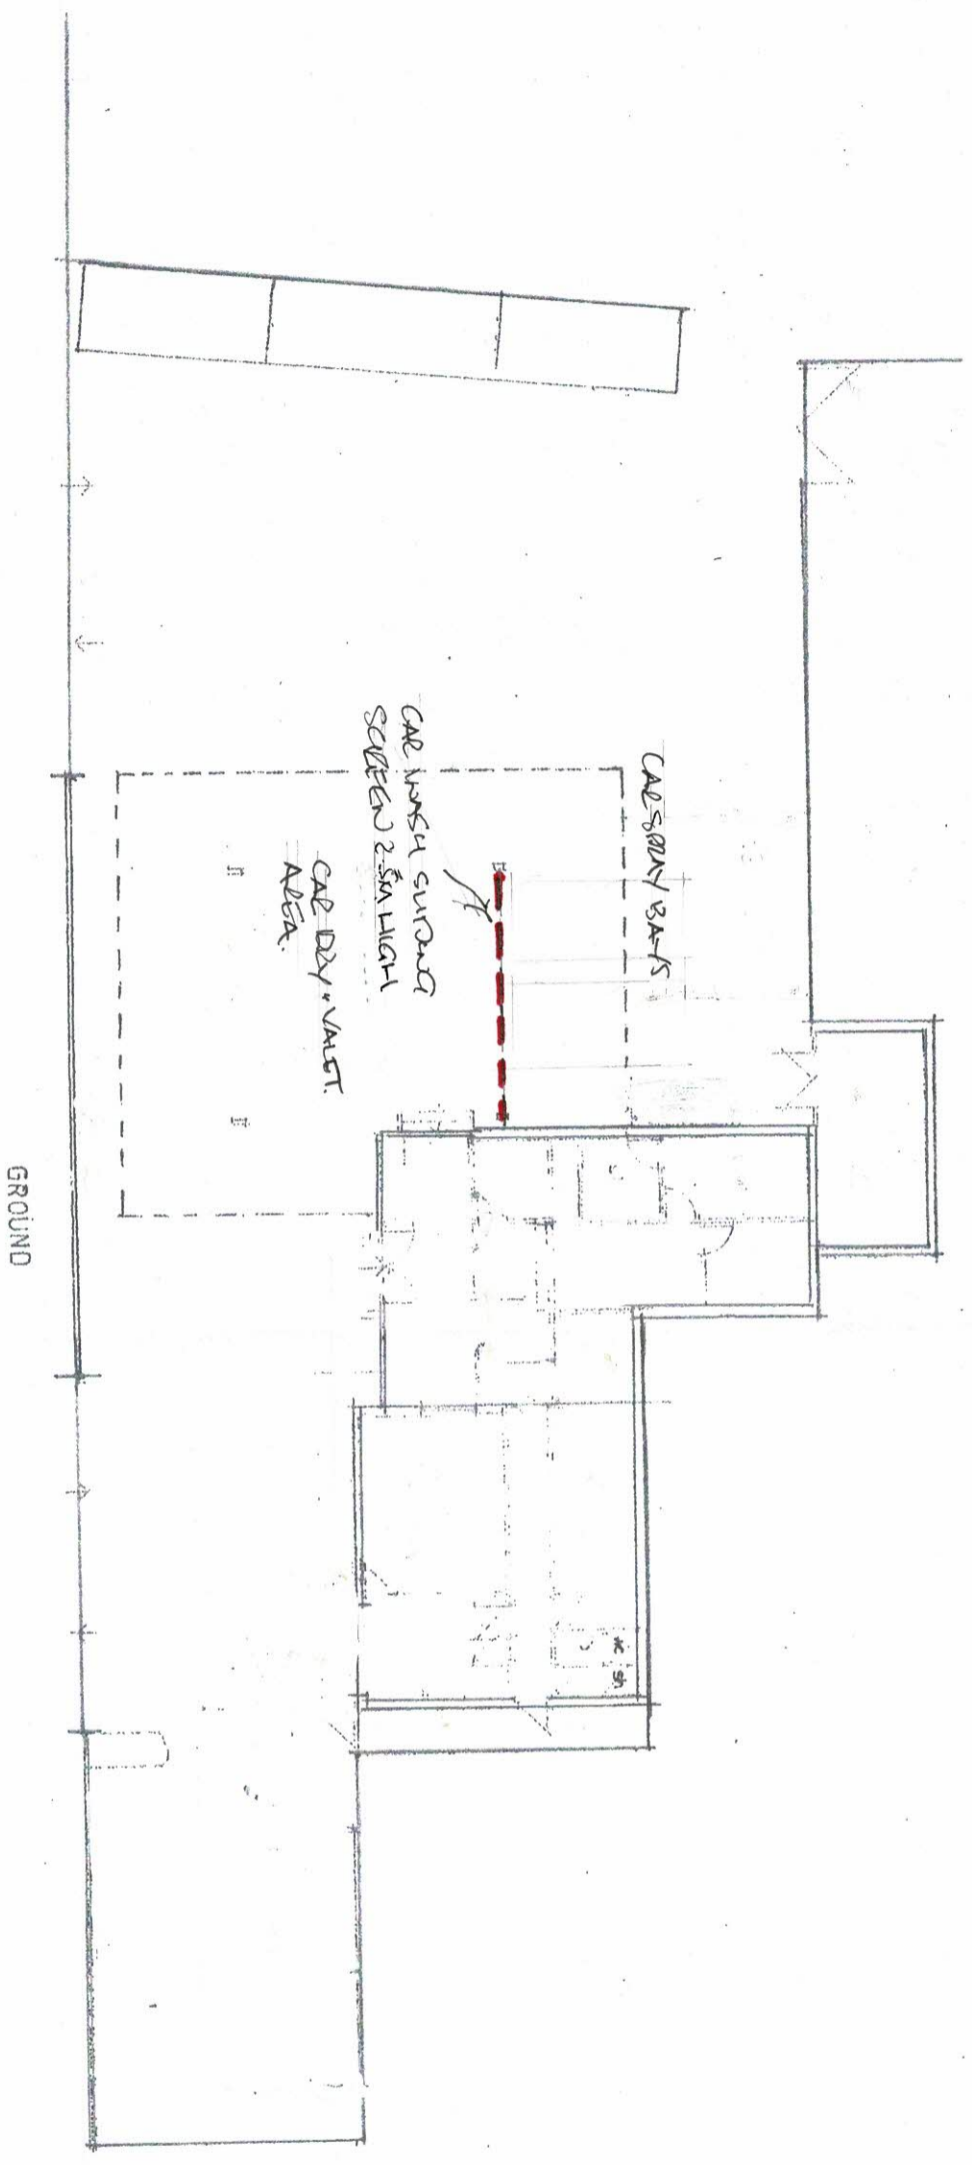 CAR SPRAY BAYS
CAR WASH SLIDING
SCREEN 2.5M HIGH
CAR DRY + VALET.
AREA.
GROUND